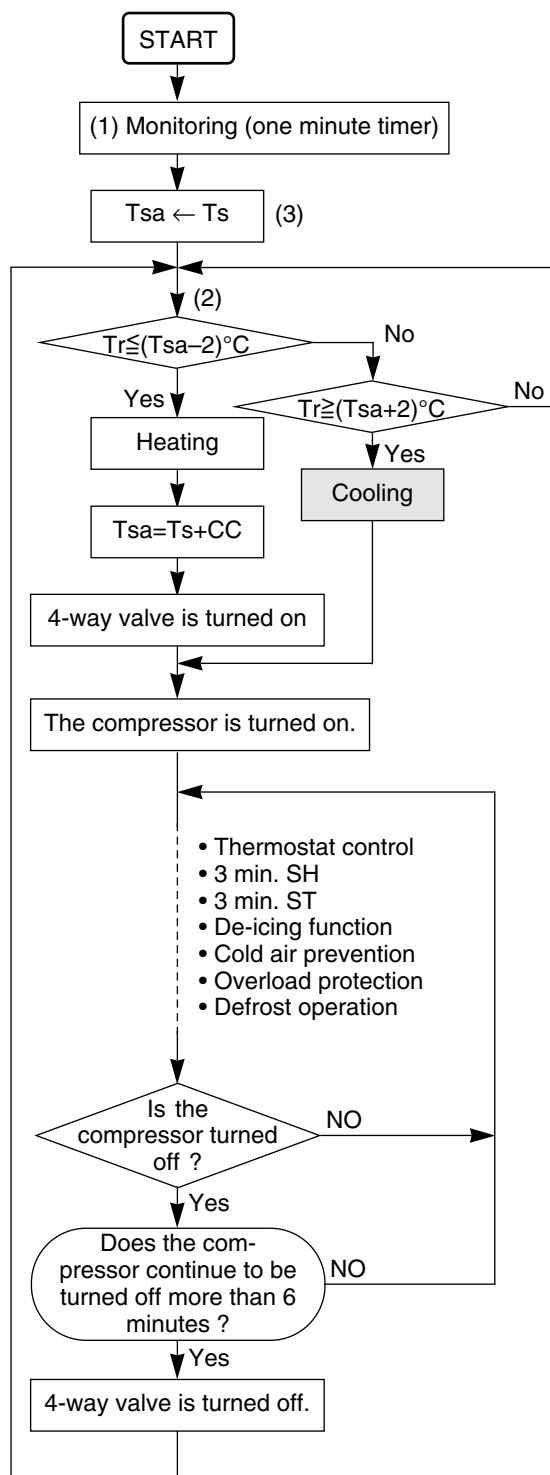 START
(1) Monitoring (one minute timer)
Tsa ← Ts
(3)
(2)
Tr≦(Tsa–2)°C
No
Yes
Tr≧(Tsa+2)°C
No
Heating
Yes
Cooling
Tsa=Ts+CC
4-way valve is turned on
The compressor is turned on.
• Thermostat control
• 3 min. SH
• 3 min. ST
• De-icing function
• Cold air prevention
• Overload protection
• Defrost operation
Is the
compressor turned
off ?
NO
Yes
Does the com-
pressor continue to be
turned off more than 6
minutes ?
NO
Yes
4-way valve is turned off.